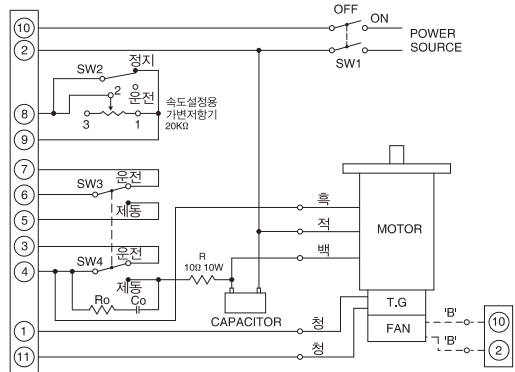 OFF
ON
10
2
POWER
SOURCE
SW1
정지
SW2
2
운전
8
3
1
속도설정용
가변저항기
20KΩ
9
7
운전
SW3
6
제동
5
흑
3
운전
적
MOTOR
SW4
4
R
10Ω 10W
백
제동
Ro
Co
CAPACITOR
T.G
1
청
FAN
'B'
10
11
청
'B'
2